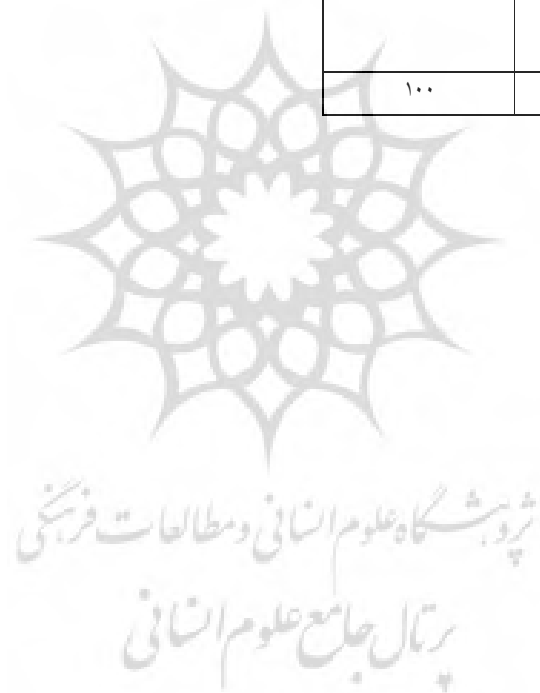 ۱۰۰
پژوهشگاه علوم انسانی و مطالعات فرهنگی
پرتال جامع علوم انسانی